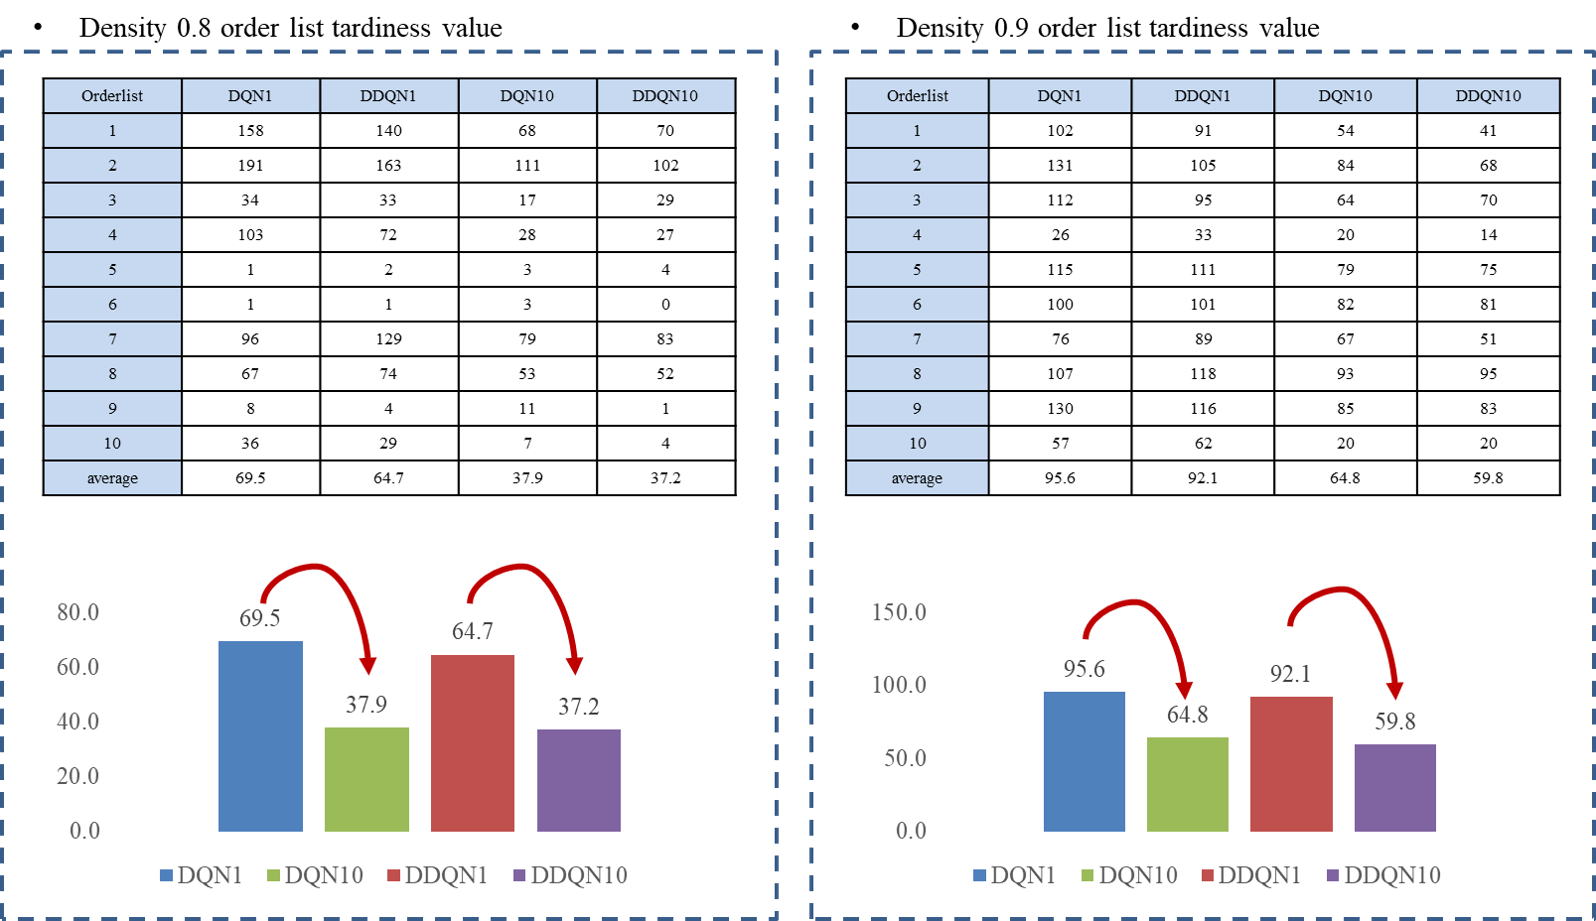 • Density 0.8 order list tardiness value
Orderlist DQN1 DDQN1 DQN10 DDQN10
1 158 140 68 70
2 191 163 111 102
3 34 33 17 29
4 103 72 28 27
5 1 2 3 4
6 1 1 3 0
7 96 129 79 83
8 67 74 53 52
9 8 4 11 1
10 36 29 7 4
average 69.5 64.7 37.9 37.2
80.0
60.0
40.0
20.0
0.0
69.5
37.9
64.7
37.2
DQN1 DQN10 DDQN1 DDQN10
• Density 0.9 order list tardiness value
Orderlist DQN1 DDQN1 DQN10 DDQN10
1 102 91 54 41
2 131 105 84 68
3 112 95 64 70
4 26 33 20 14
5 115 111 79 75
6 100 101 82 81
7 76 89 67 51
8 107 118 93 95
9 130 116 85 83
10 57 62 20 20
average 95.6 92.1 64.8 59.8
150.0
100.0
50.0
0.0
95.6
64.8
92.1
59.8
DQN1 DQN10 DDQN1 DDQN10